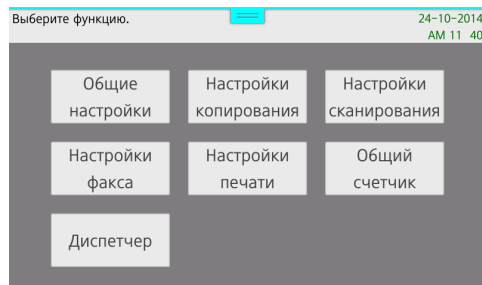 Выберите функцию.
24-10-2014
AM 11 40
Общие
настройки
Настройки
копирования
Настройки
сканирования
Настройки
факса
Настройки
печати
Общий
счетчик
Диспетчер